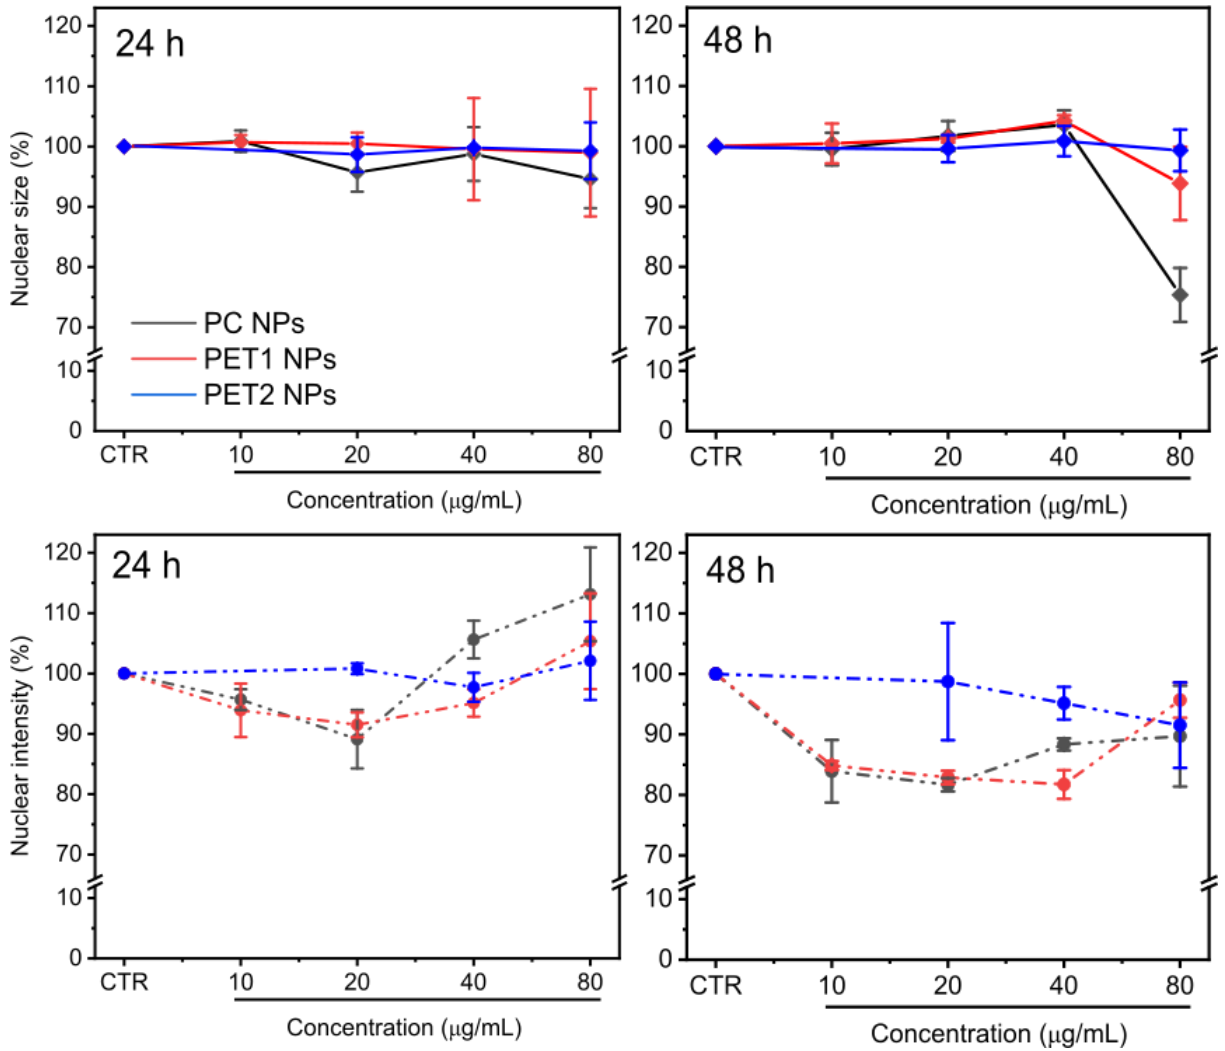 24 h
Nuclear size (%)
120
110
100
90
80
70
10
0
PC NPs
PET1 NPs
PET2 NPs
CTR 10 20 40 80
Concentration (μg/mL)
48 h
120
110
100
90
80
70
10
0
CTR 10 20 40 80
Concentration (μg/mL)
24 h
Nuclear intensity (%)
120
110
100
90
80
70
10
0
CTR 10 20 40 80
Concentration (μg/mL)
48 h
120
110
100
90
80
70
10
0
CTR 10 20 40 80
Concentration (μg/mL)